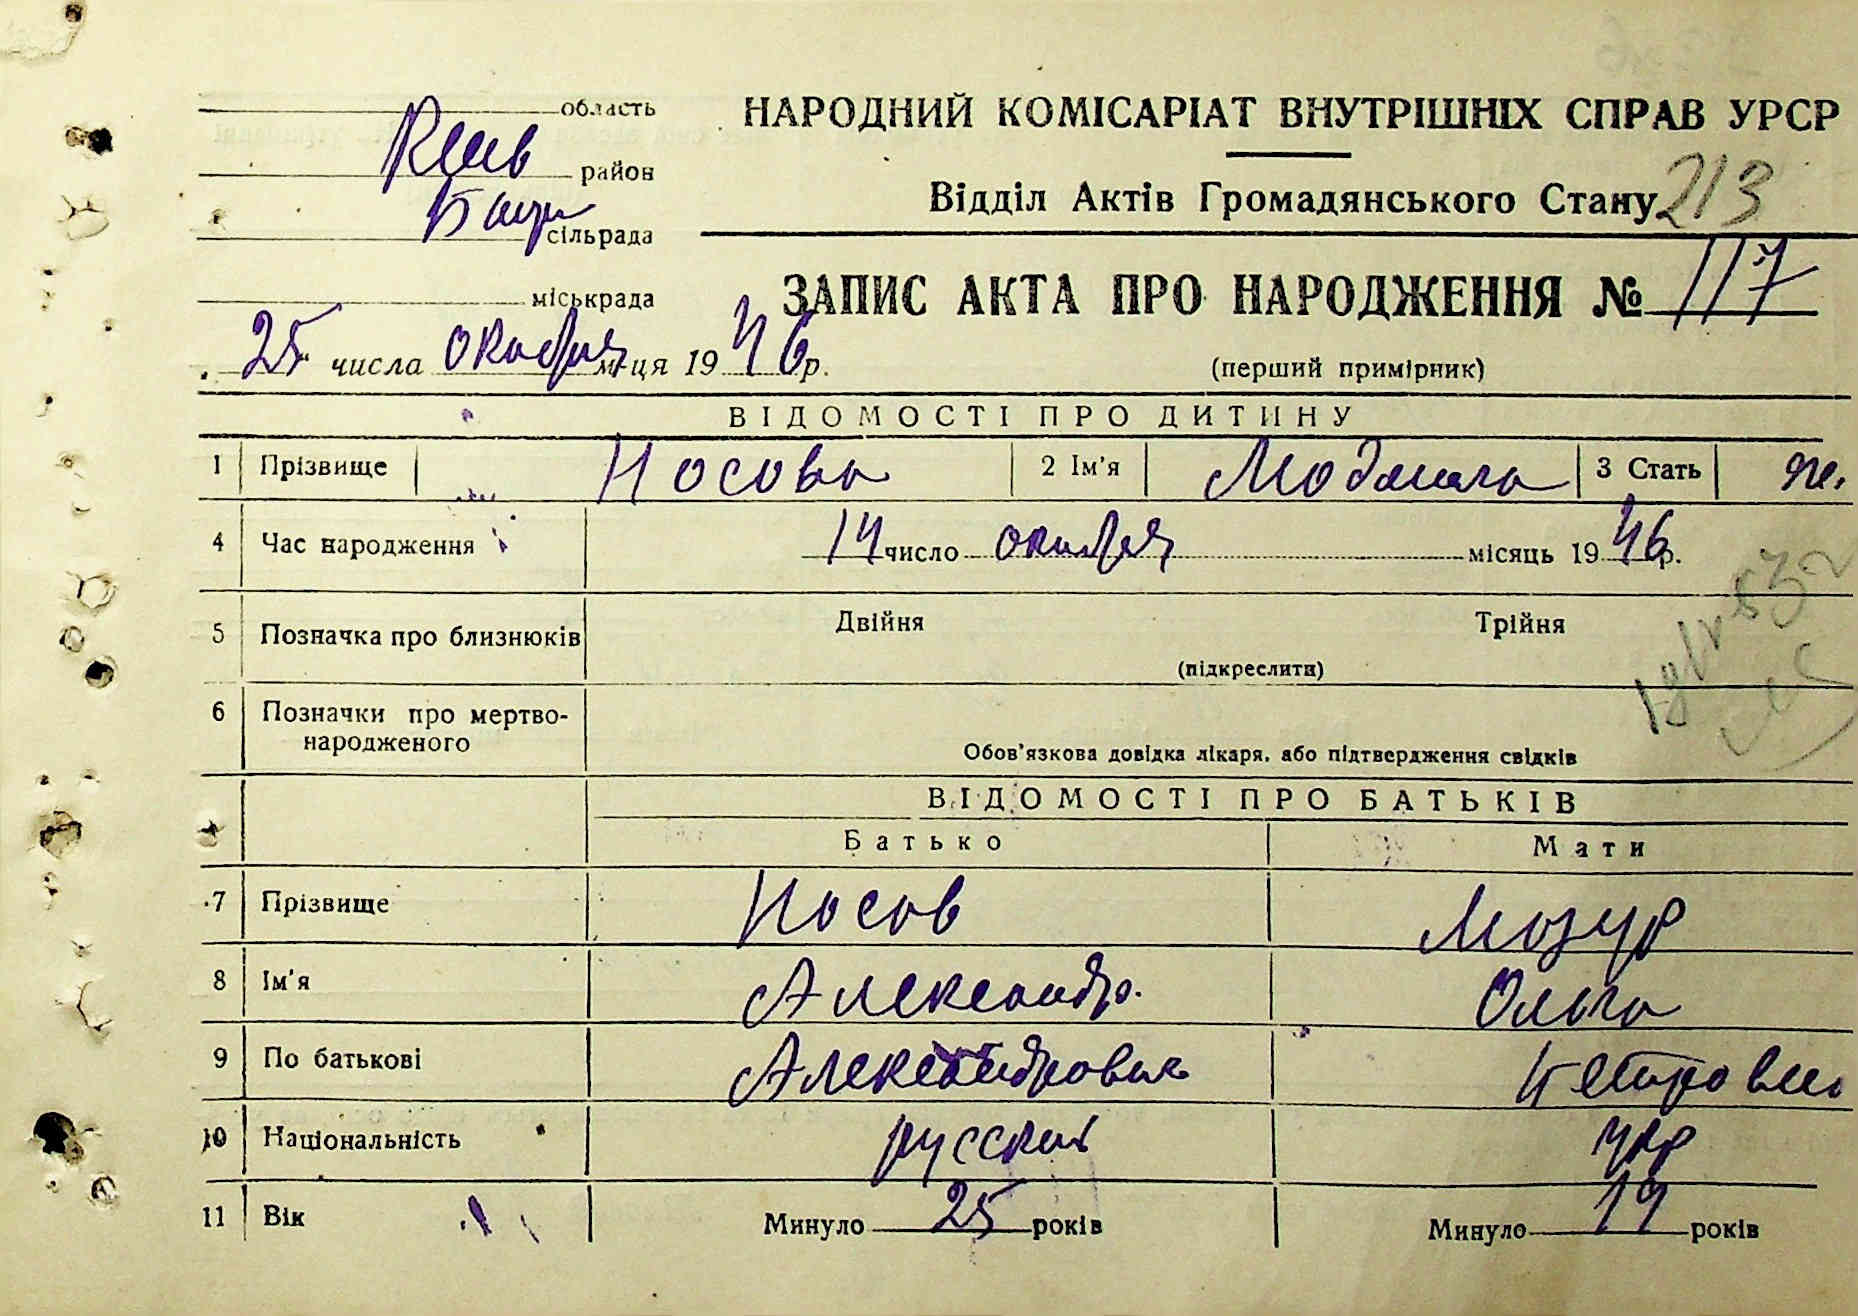 область
Киев
район
сільрада
міськрада
НАРОДНИЙ КОМІСАРІАТ ВНУТРІШНІХ СПРАВ УРСР
Відділ Актів Громадянського Стану 213
ЗАПИС АКТА ПРО НАРОДЖЕННЯ № 117
25 числа октября м-ця 1946 р.
(перший примірник)
ВІДОМОСТІ ПРО ДИТИНУ
1 Прізвище Носова 2 Ім'я Людмила 3 Стать ж.
4 Час народження 14 число октября місяць 1946 р.
5 Позначка про близнюків Двійня Трійня
(підкреслити)
6 Позначки про мертво-
народженого
Обов'язкова довідка лікаря, або підтвердження свідків
ВІДОМОСТІ ПРО БАТЬКІВ
Батько Мати
7 Прізвище Носов Мазур
8 Ім'я Александр. Ольга
9 По батькові Александрович Петровна
10 Національність русский укр
11 Вік Минуло 25 років Минуло 19 років